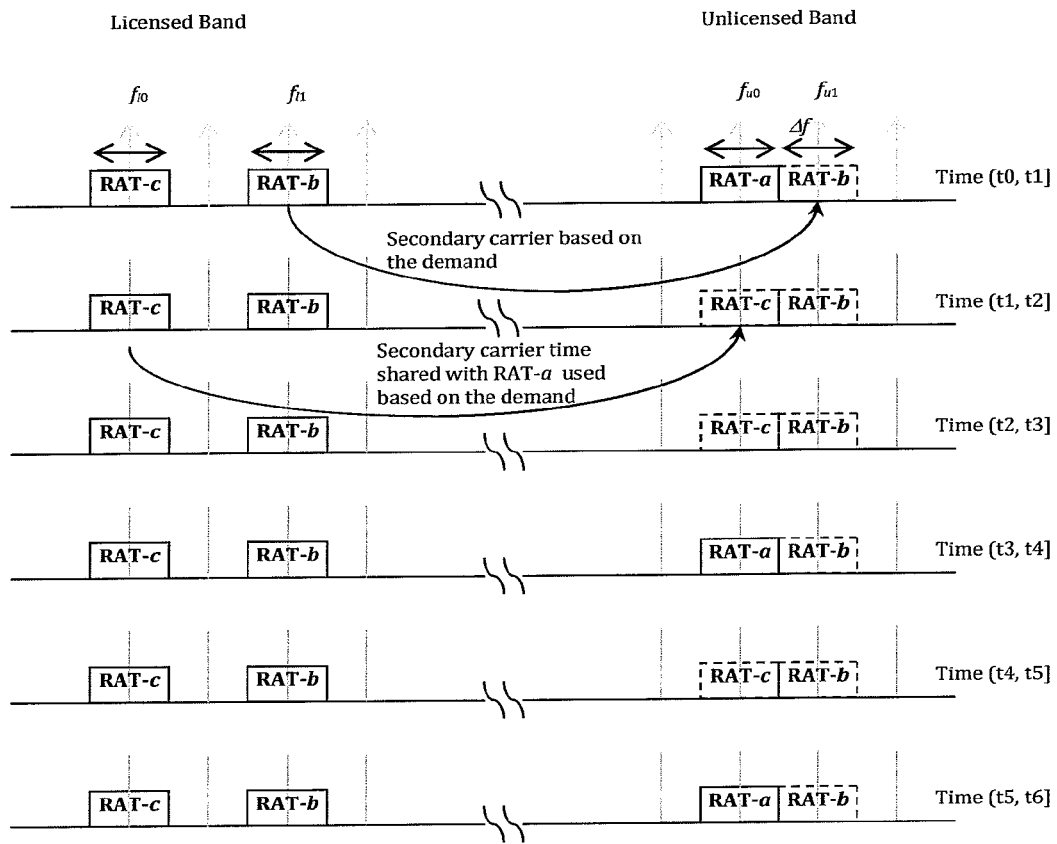 Licensed Band Unlicensed Band
fl0 fl1 fu0 fu1
Δf
RAT-c RAT-b RAT-a RAT-b Time (t0, t1]
Secondary carrier based on
the demand
RAT-c RAT-b RAT-c RAT-b Time (t1, t2]
Secondary carrier time
shared with RAT-a used
based on the demand
RAT-c RAT-b RAT-c RAT-b Time (t2, t3]
RAT-c RAT-b RAT-a RAT-b Time (t3, t4]
RAT-c RAT-b RAT-c RAT-b Time (t4, t5]
RAT-c RAT-b RAT-a RAT-b Time (t5, t6]